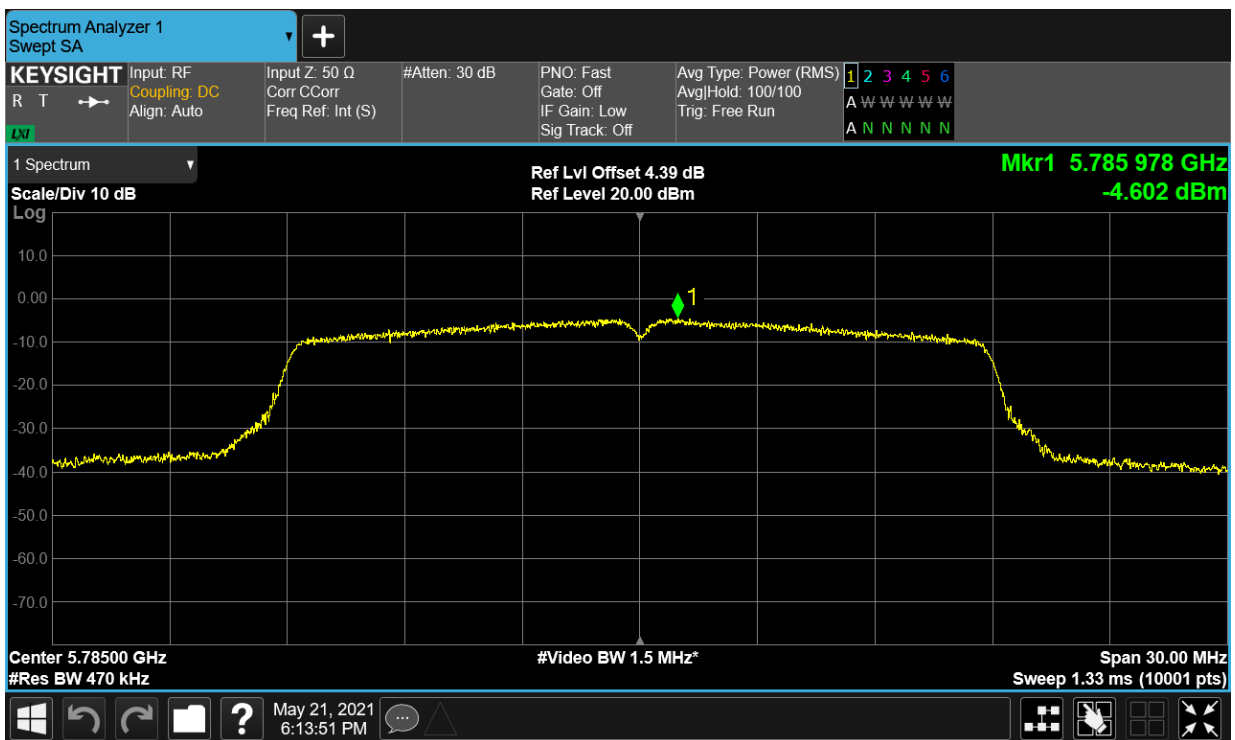 Spectrum Analyzer 1
Swept SA
+
KEYSIGHT
R T
LXI
Input: RF
Coupling: DC
Align: Auto
Input Z: 50 Ω
Corr CCorr
Freq Ref: Int (S)
#Atten: 30 dB
PNO: Fast
Gate: Off
IF Gain: Low
Sig Track: Off
Avg Type: Power (RMS)
Avg|Hold: 100/100
Trig: Free Run
1 2 3 4 5 6
A W W W W W
A N N N N N
1 Spectrum
Scale/Div 10 dB
Ref Lvl Offset 4.39 dB
Ref Level 20.00 dBm
Mkr1 5.785 978 GHz
-4.602 dBm
Log
10.0
0.00
-10.0
-20.0
-30.0
-40.0
-50.0
-60.0
-70.0
1
Center 5.78500 GHz
#Res BW 470 kHz
#Video BW 1.5 MHz*
Span 30.00 MHz
Sweep 1.33 ms (10001 pts)
?
May 21, 2021
6:13:51 PM